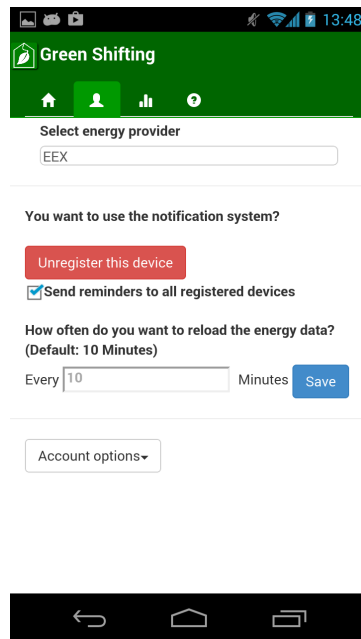 13:48
Green Shifting
Select energy provider
EEX
You want to use the notification system?
Unregister this device
Send reminders to all registered devices
How often do you want to reload the energy data?
(Default: 10 Minutes)
Every 10 Minutes Save
Account options